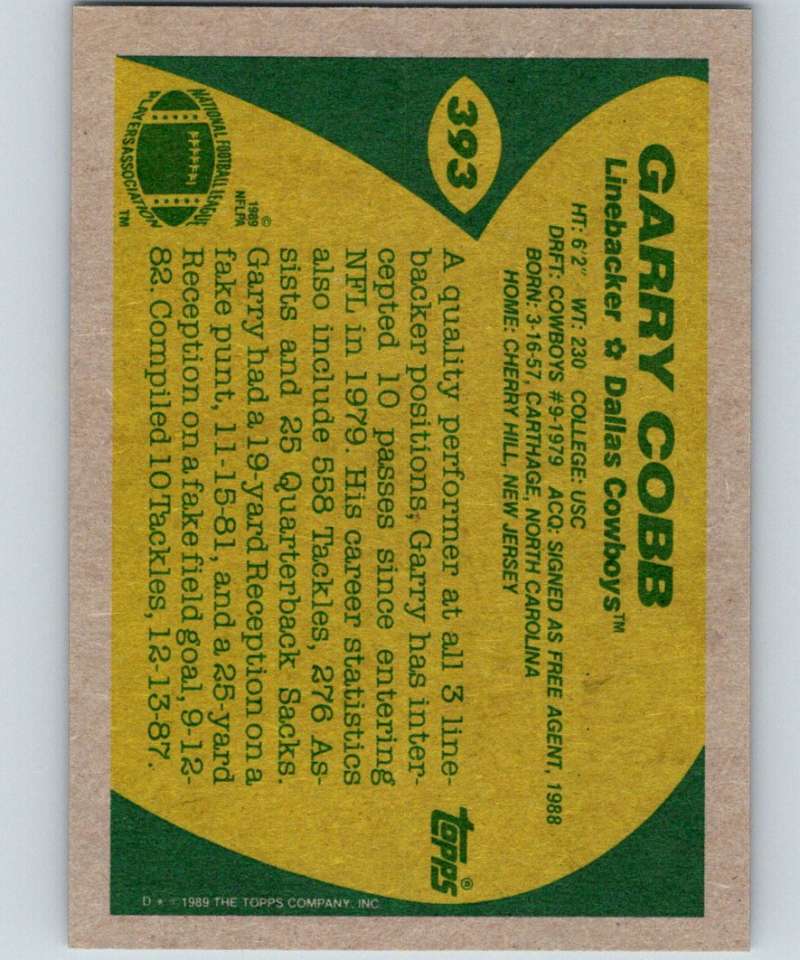 393
GARRY COBB
Linebacker ✩ Dallas Cowboys™
HT: 6'2" WT: 230 COLLEGE: USC
DRFT: COWBOYS #9-1979 ACQ: SIGNED AS FREE AGENT, 1988
BORN: 3-16-57, CARTHAGE, NORTH CAROLINA
HOME: CHERRY HILL, NEW JERSEY
A quality performer at all 3 line-
backer positions, Garry has inter-
cepted 10 passes since entering
NFL in 1979. His career statistics
also include 558 Tackles, 276 As-
sists and 25 Quarterback Sacks.
Garry had a 19-yard Reception on a
fake punt, 11-15-81, and a 25-yard
Reception on a fake field goal, 9-12-
82. Compiled 10 Tackles, 12-13-87.
©
1989
NFLPA
NATIONAL FOOTBALL LEAGUE
PLAYERS ASSOCIATION
™
topps®
D * © 1989 THE TOPPS COMPANY, INC.